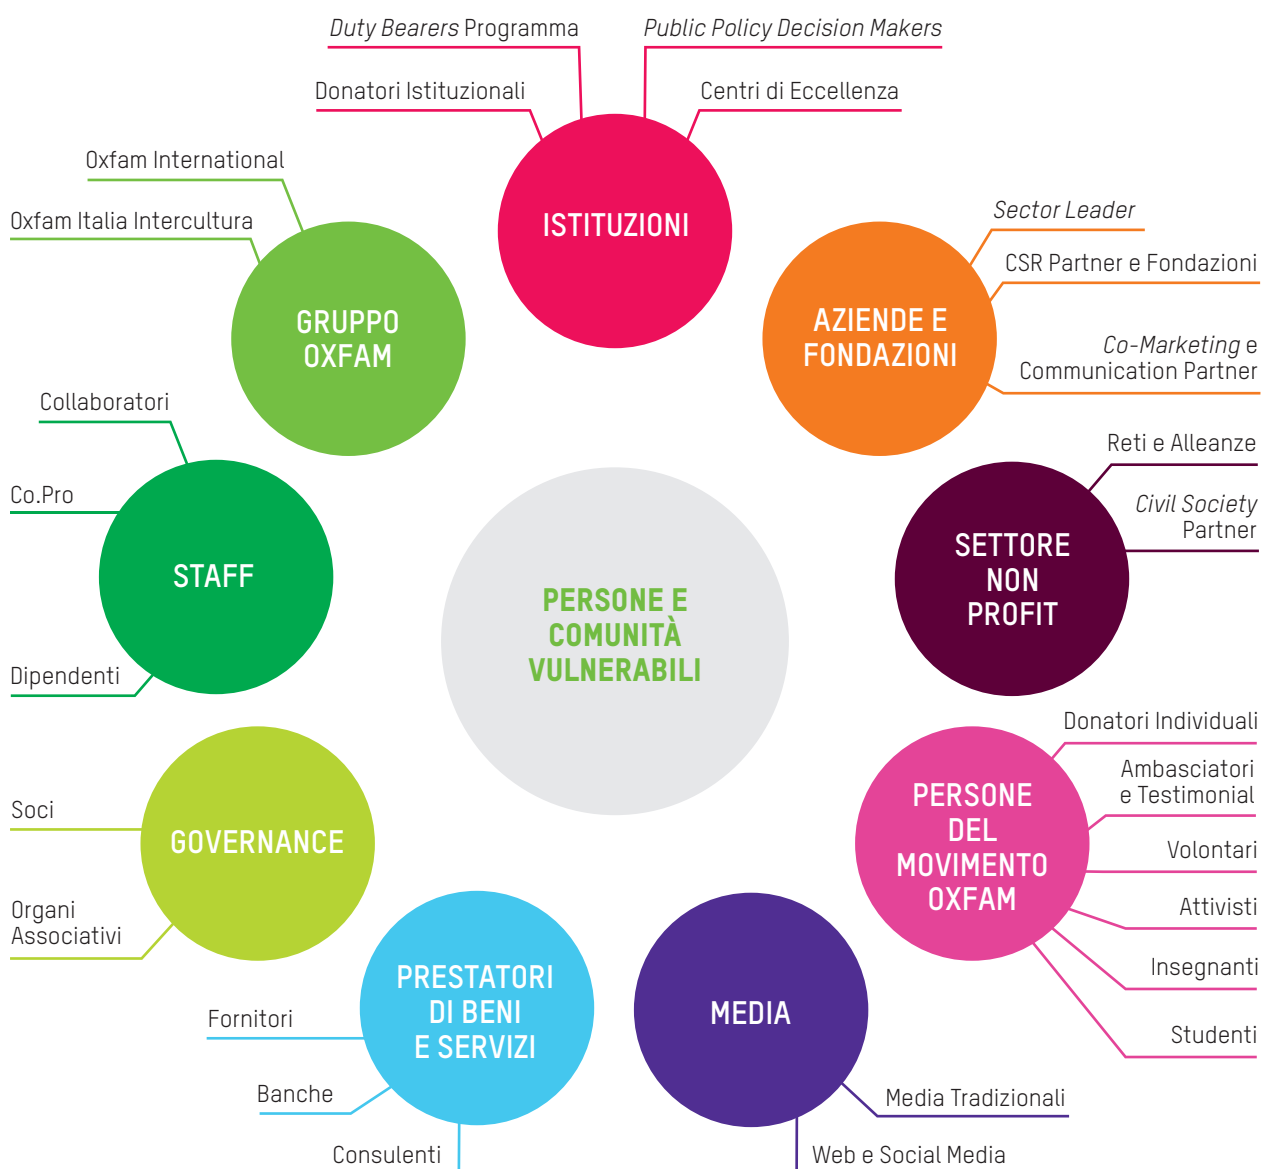 Duty Bearers Programma
Public Policy Decision Makers
Donatori Istituzionali
Centri di Eccellenza
ISTITUZIONI
Oxfam International
Oxfam Italia Intercultura
GRUPPO
OXFAM
Sector Leader
CSR Partner e Fondazioni
Co-Marketing e
Communication Partner
AZIENDE E
FONDAZIONI
Collaboratori
Co.Pro
Dipendenti
STAFF
Reti e Alleanze
Civil Society
Partner
SETTORE
NON
PROFIT
PERSONE E
COMUNITÀ
VULNERABILI
Soci
Organi
Associativi
GOVERNANCE
Donatori Individuali
Ambasciatori
e Testimonial
Volontari
Attivisti
Insegnanti
Studenti
PERSONE
DEL
MOVIMENTO
OXFAM
PRESTATORI
DI BENI
E SERVIZI
Fornitori
Banche
Consulenti
MEDIA
Media Tradizionali
Web e Social Media